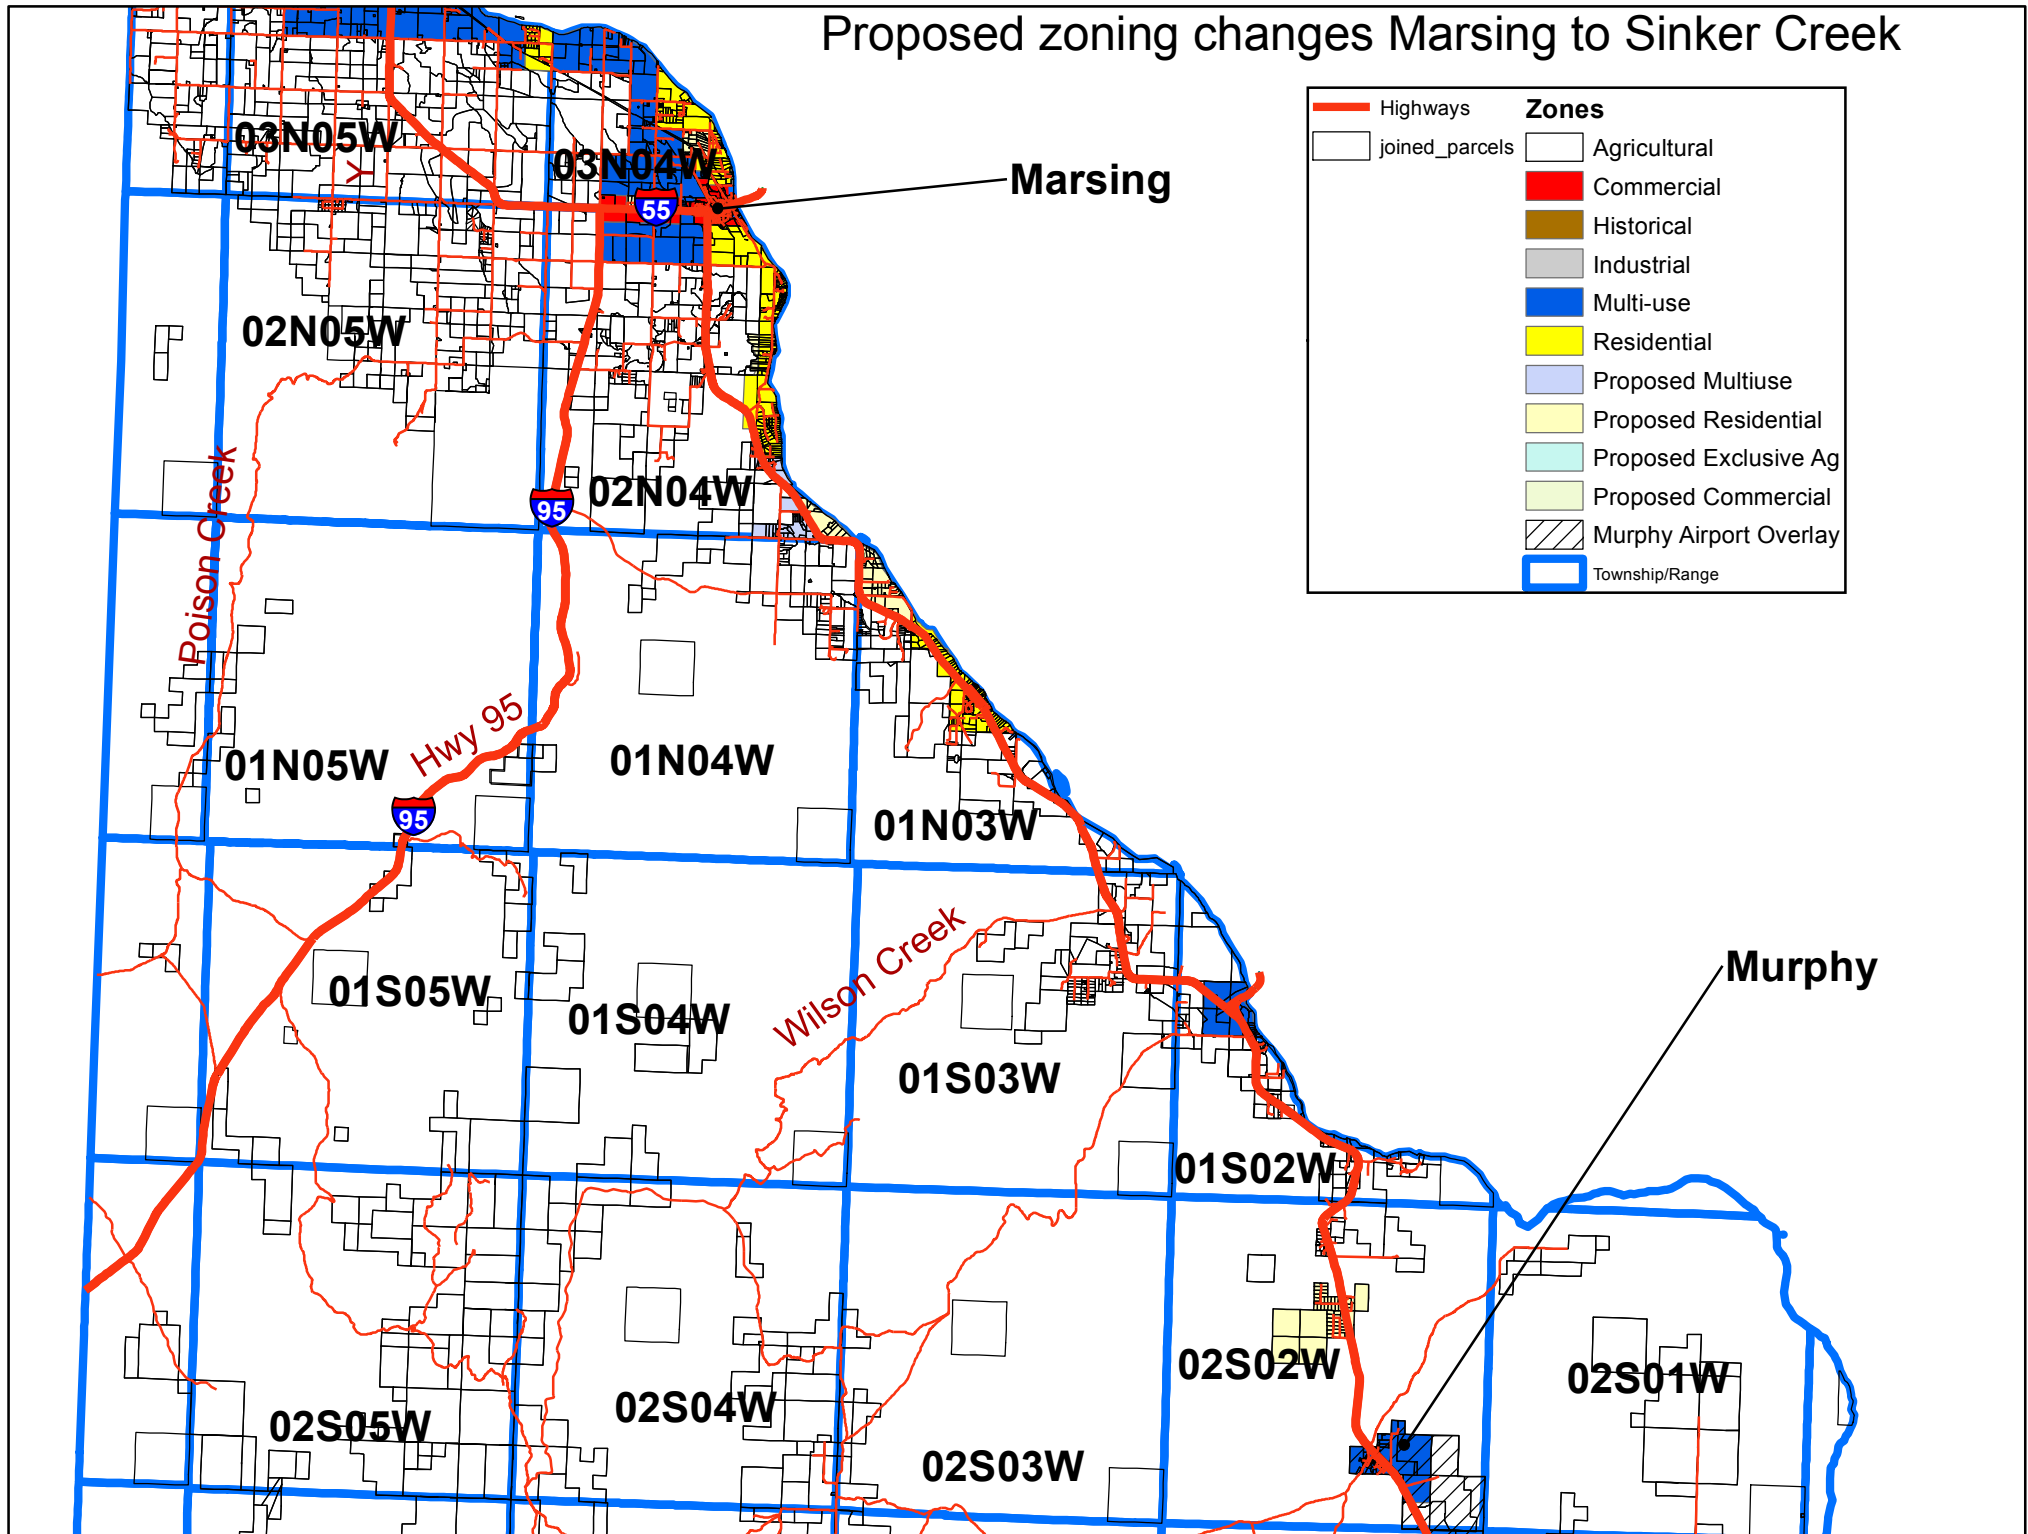 Proposed zoning changes Marsing to Sinker Creek
Highways
joined_parcels
Zones
Agricultural
Commercial
Historical
Industrial
Multi-use
Residential
Proposed Multiuse
Proposed Residential
Proposed Exclusive Ag
Proposed Commercial
Murphy Airport Overlay
Township/Range
03N05W
Y
03N04W
55
Marsing
02N05W
02N04W
95
Poison Creek
Hwy 95
01N05W
01N04W
95
01N03W
01S05W
01S04W
Wilson Creek
01S03W
Murphy
01S02W
02S05W
02S04W
02S03W
02S02W
02S01W